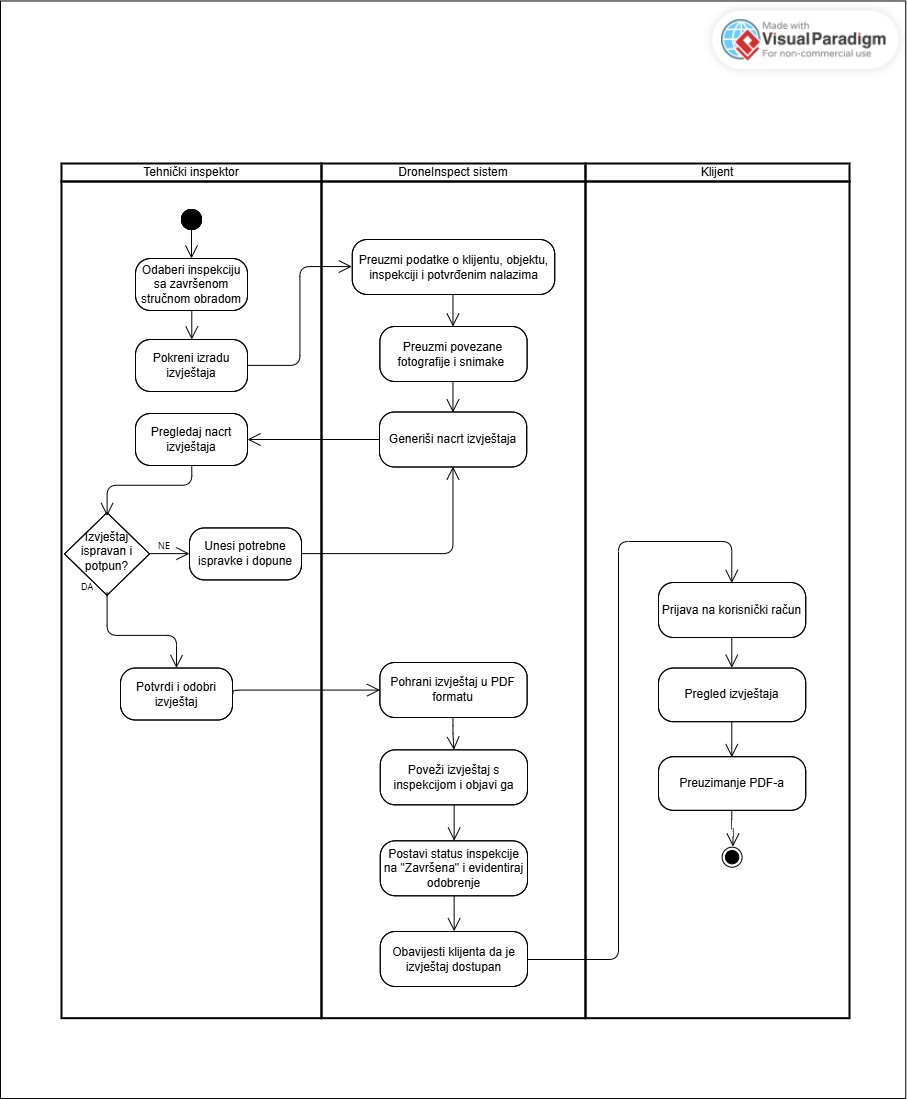 Made with
VisualParadigm
For non-commercial use
Tehnički inspektor
DroneInspect sistem
Klijent
Odaberi inspekciju
sa završenom
stručnom obradom
Preuzmi podatke o klijentu, objektu,
inspekciji i potvrđenim nalazima
Pokreni izradu
izvještaja
Preuzmi povezane
fotografije i snimake
Pregledaj nacrt
izvještaja
Generiši nacrt izvještaja
Izvještaj
ispravan i
potpun?
NE
Unesi potrebne
ispravke i dopune
DA
Potvrdi i odobri
izvještaj
Pohrani izvještaj u PDF
formatu
Poveži izvještaj s
inspekcijom i objavi ga
Postavi status inspekcije
na "Završena" i evidentiraj
odobrenje
Obavijesti klijenta da je
izvještaj dostupan
Prijava na korisnički račun
Pregled izvještaja
Preuzimanje PDF-a